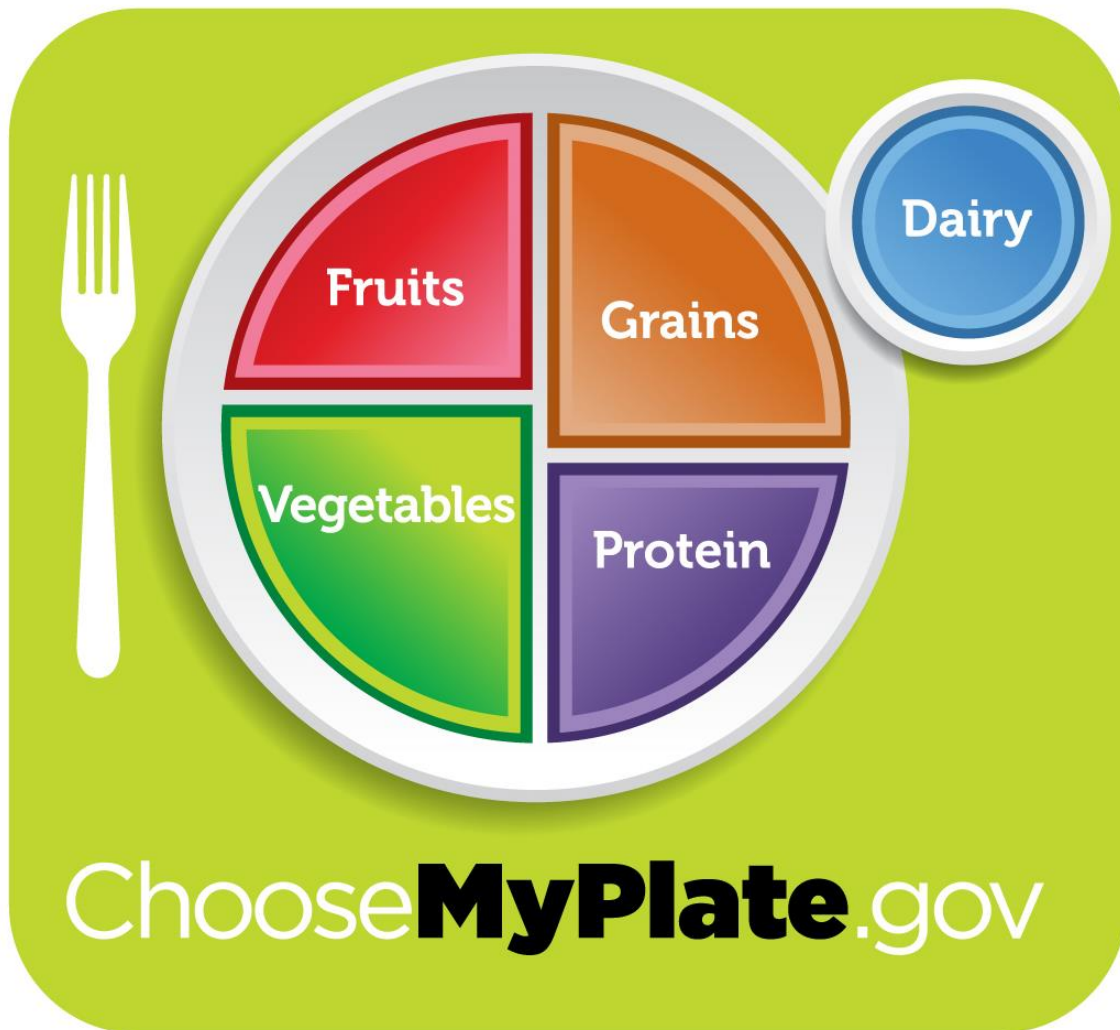 Fruits
Grains
Dairy
Vegetables
Protein
ChooseMyPlate.gov